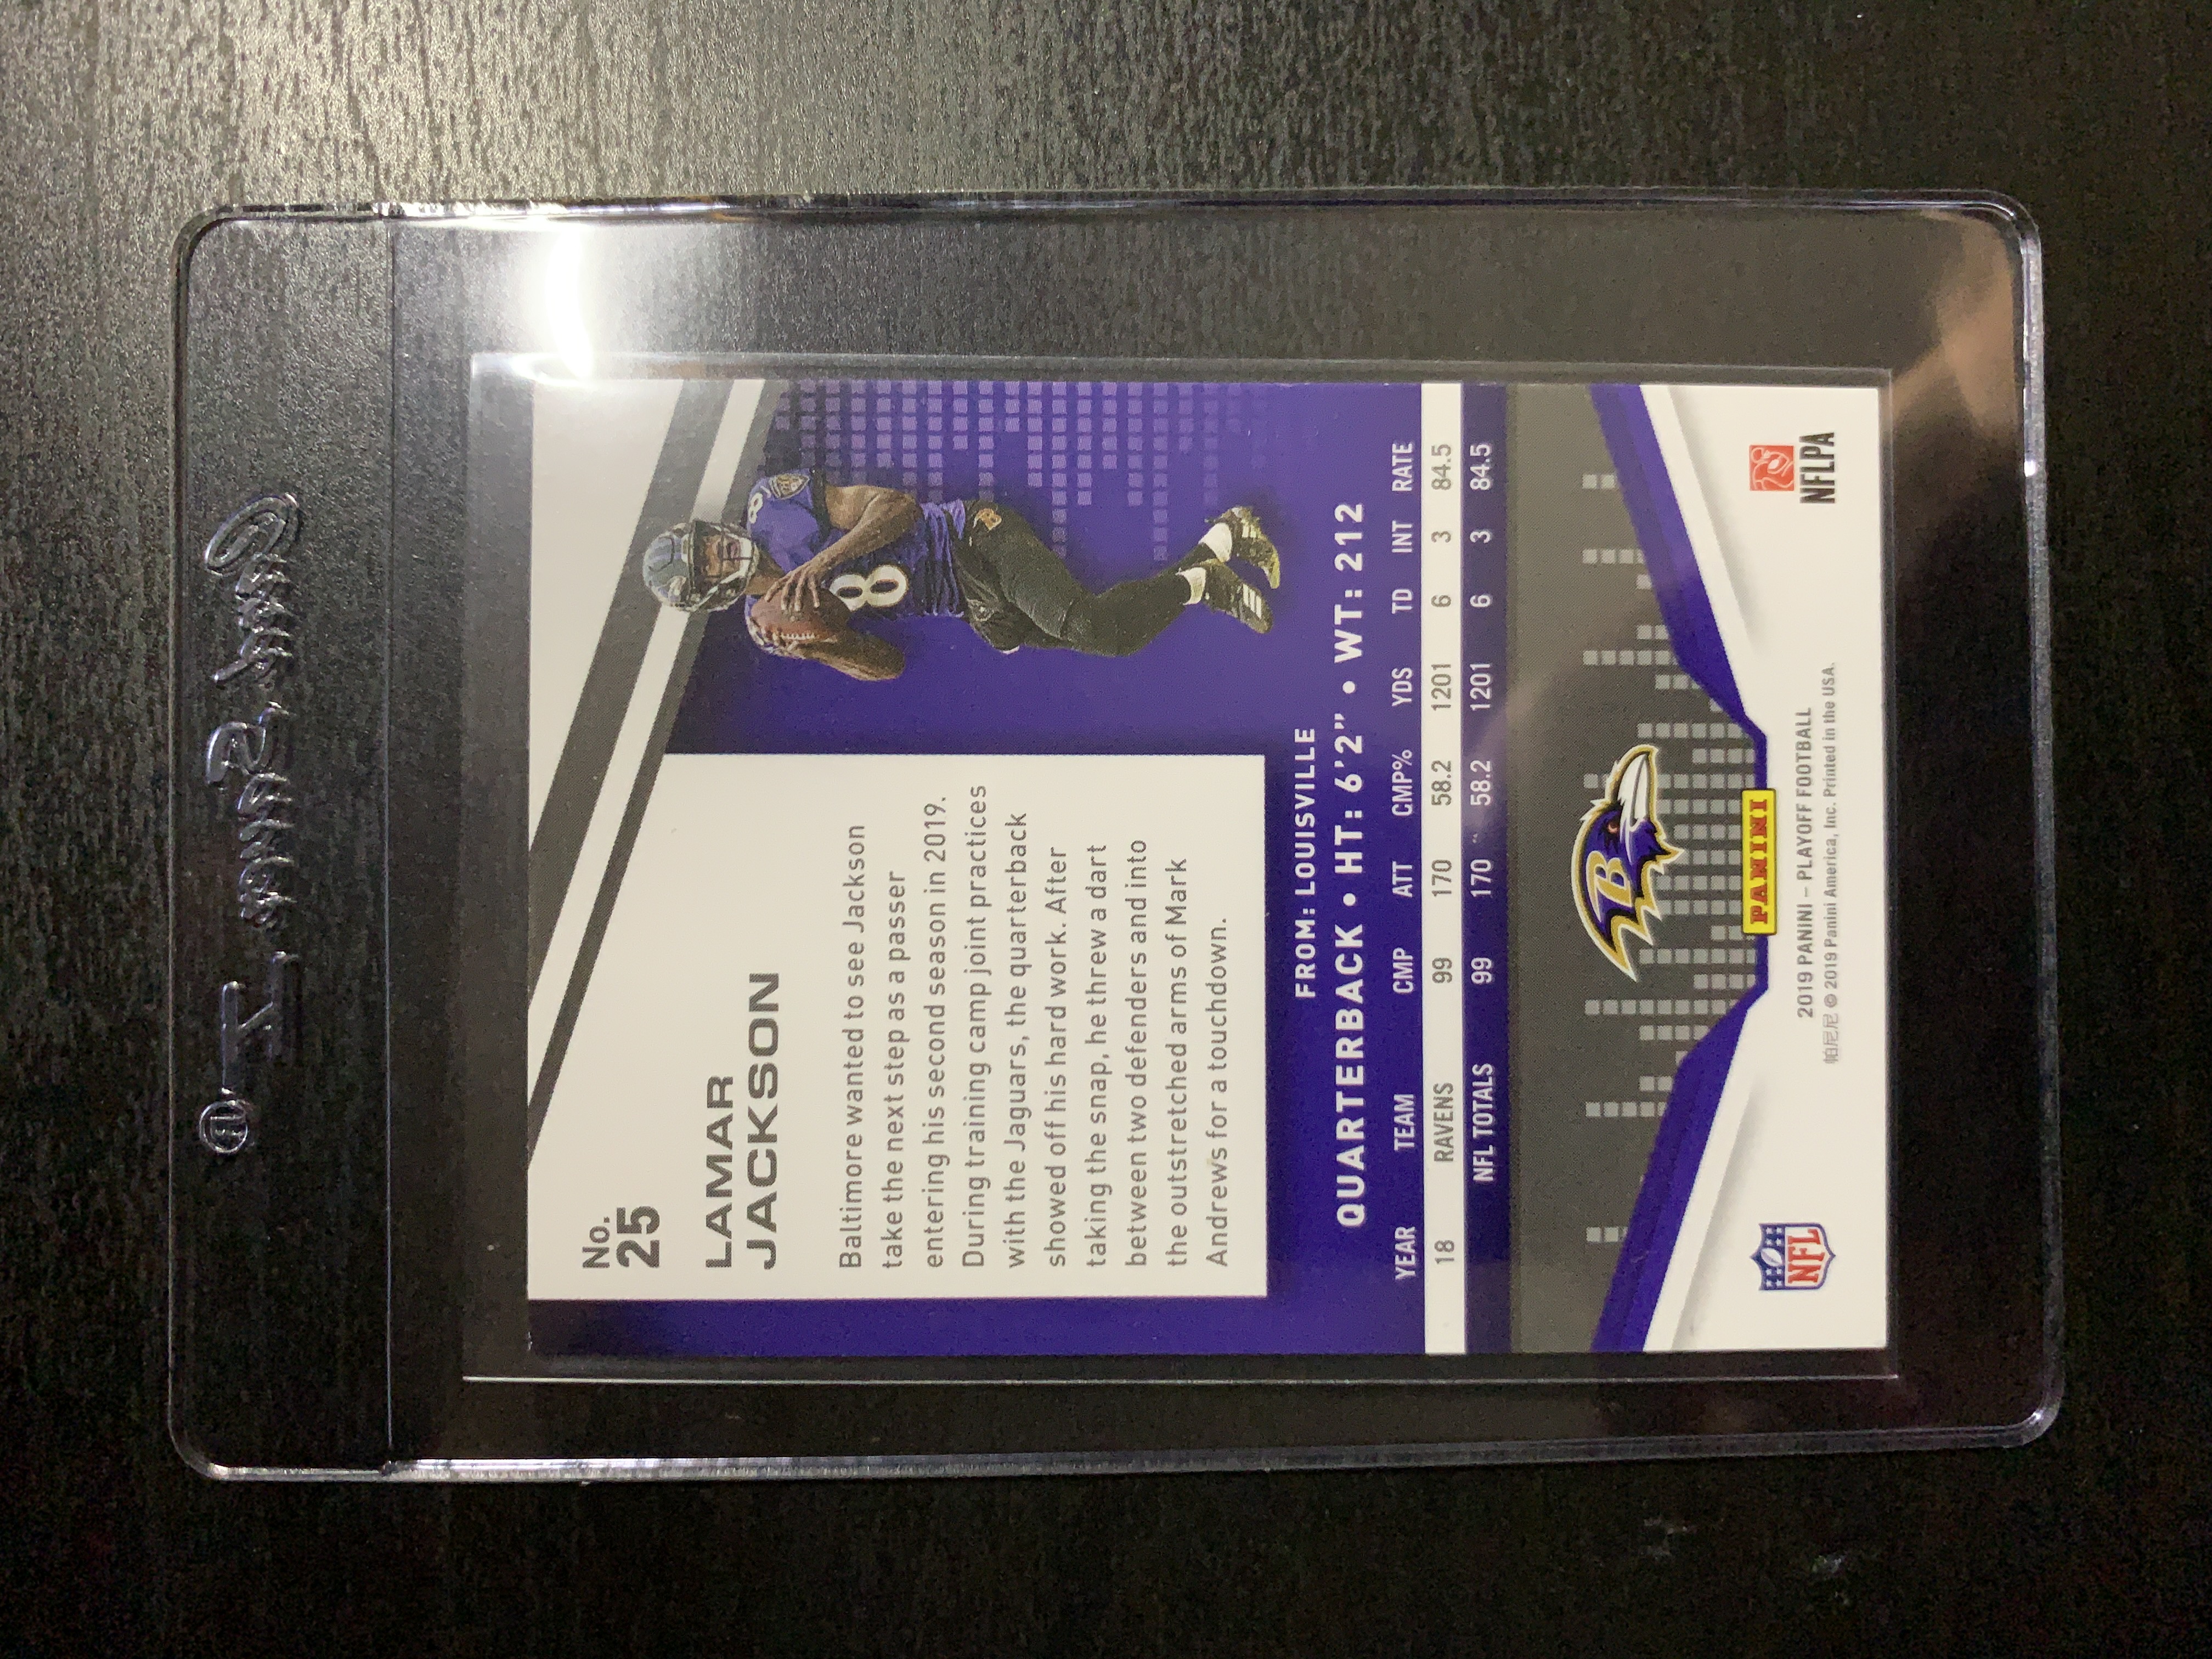 Card Saver I®
No.
25
LAMAR
JACKSON
Baltimore wanted to see Jackson
take the next step as a passer
entering his second season in 2019.
During training camp joint practices
with the Jaguars, the quarterback
showed off his hard work. After
taking the snap, he threw a dart
between two defenders and into
the outstretched arms of Mark
Andrews for a touchdown.
8
8
B
FROM: LOUISVILLE
QUARTERBACK • HT: 6'2" • WT: 212
YEAR TEAM CMP ATT CMP% YDS TD INT RATE
18 RAVENS 99 170 58.2 1201 6 3 84.5
NFL TOTALS 99 170 58.2 1201 6 3 84.5
B
PANINI
NFL
2019 PANINI – PLAYOFF FOOTBALL
帕尼尼 © 2019 Panini America, Inc. Printed in the USA.
NFLPA